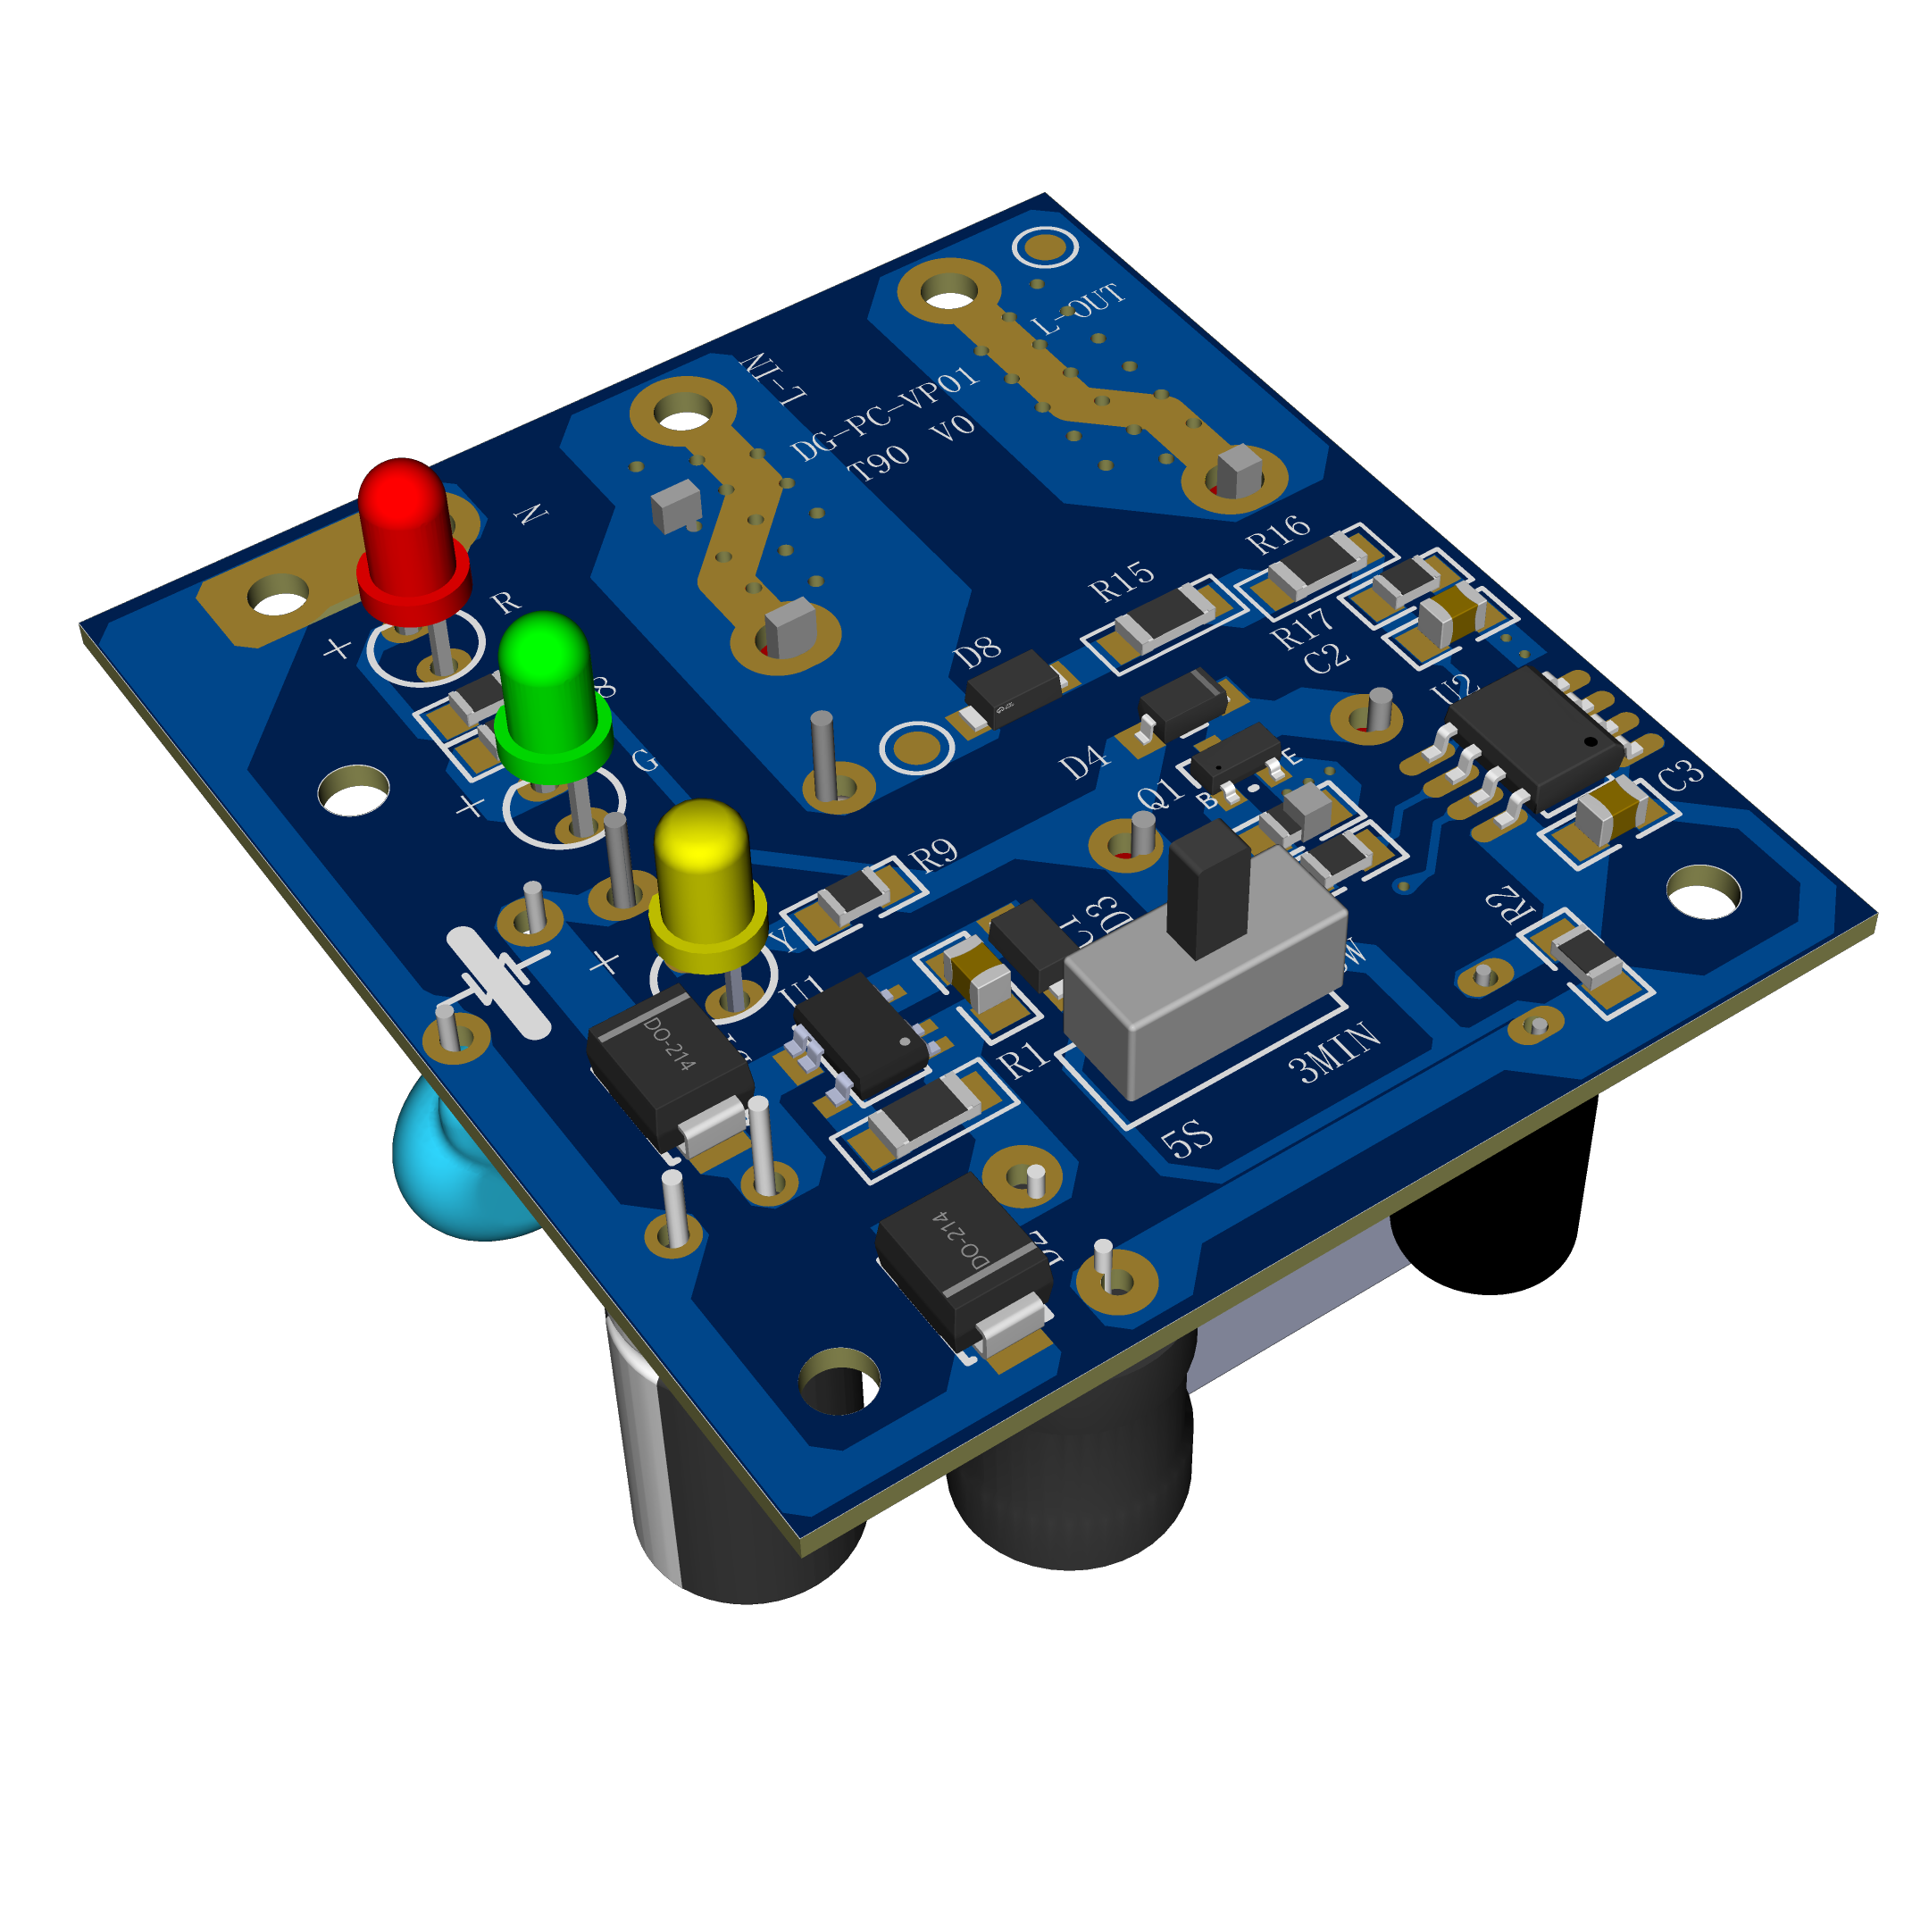 L-OUT
L-IN
DG-PC-VP01
T90 V0
N
R
+
R16
R15
R17
C2
D8
8
G
+
U2
D4
E
Q1
B
C3
R9
Y
+
D3
R2
U1
DO-214
R1
3MIN
5S
DO-214